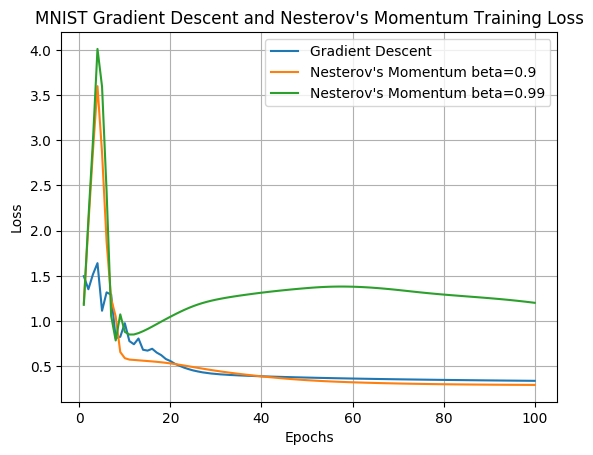 MNIST Gradient Descent and Nesterov's Momentum Training Loss
Gradient Descent
Nesterov's Momentum beta=0.9
Nesterov's Momentum beta=0.99
4.0
3.5
3.0
2.5
2.0
1.5
1.0
0.5
Loss
0 20 40 60 80 100
Epochs